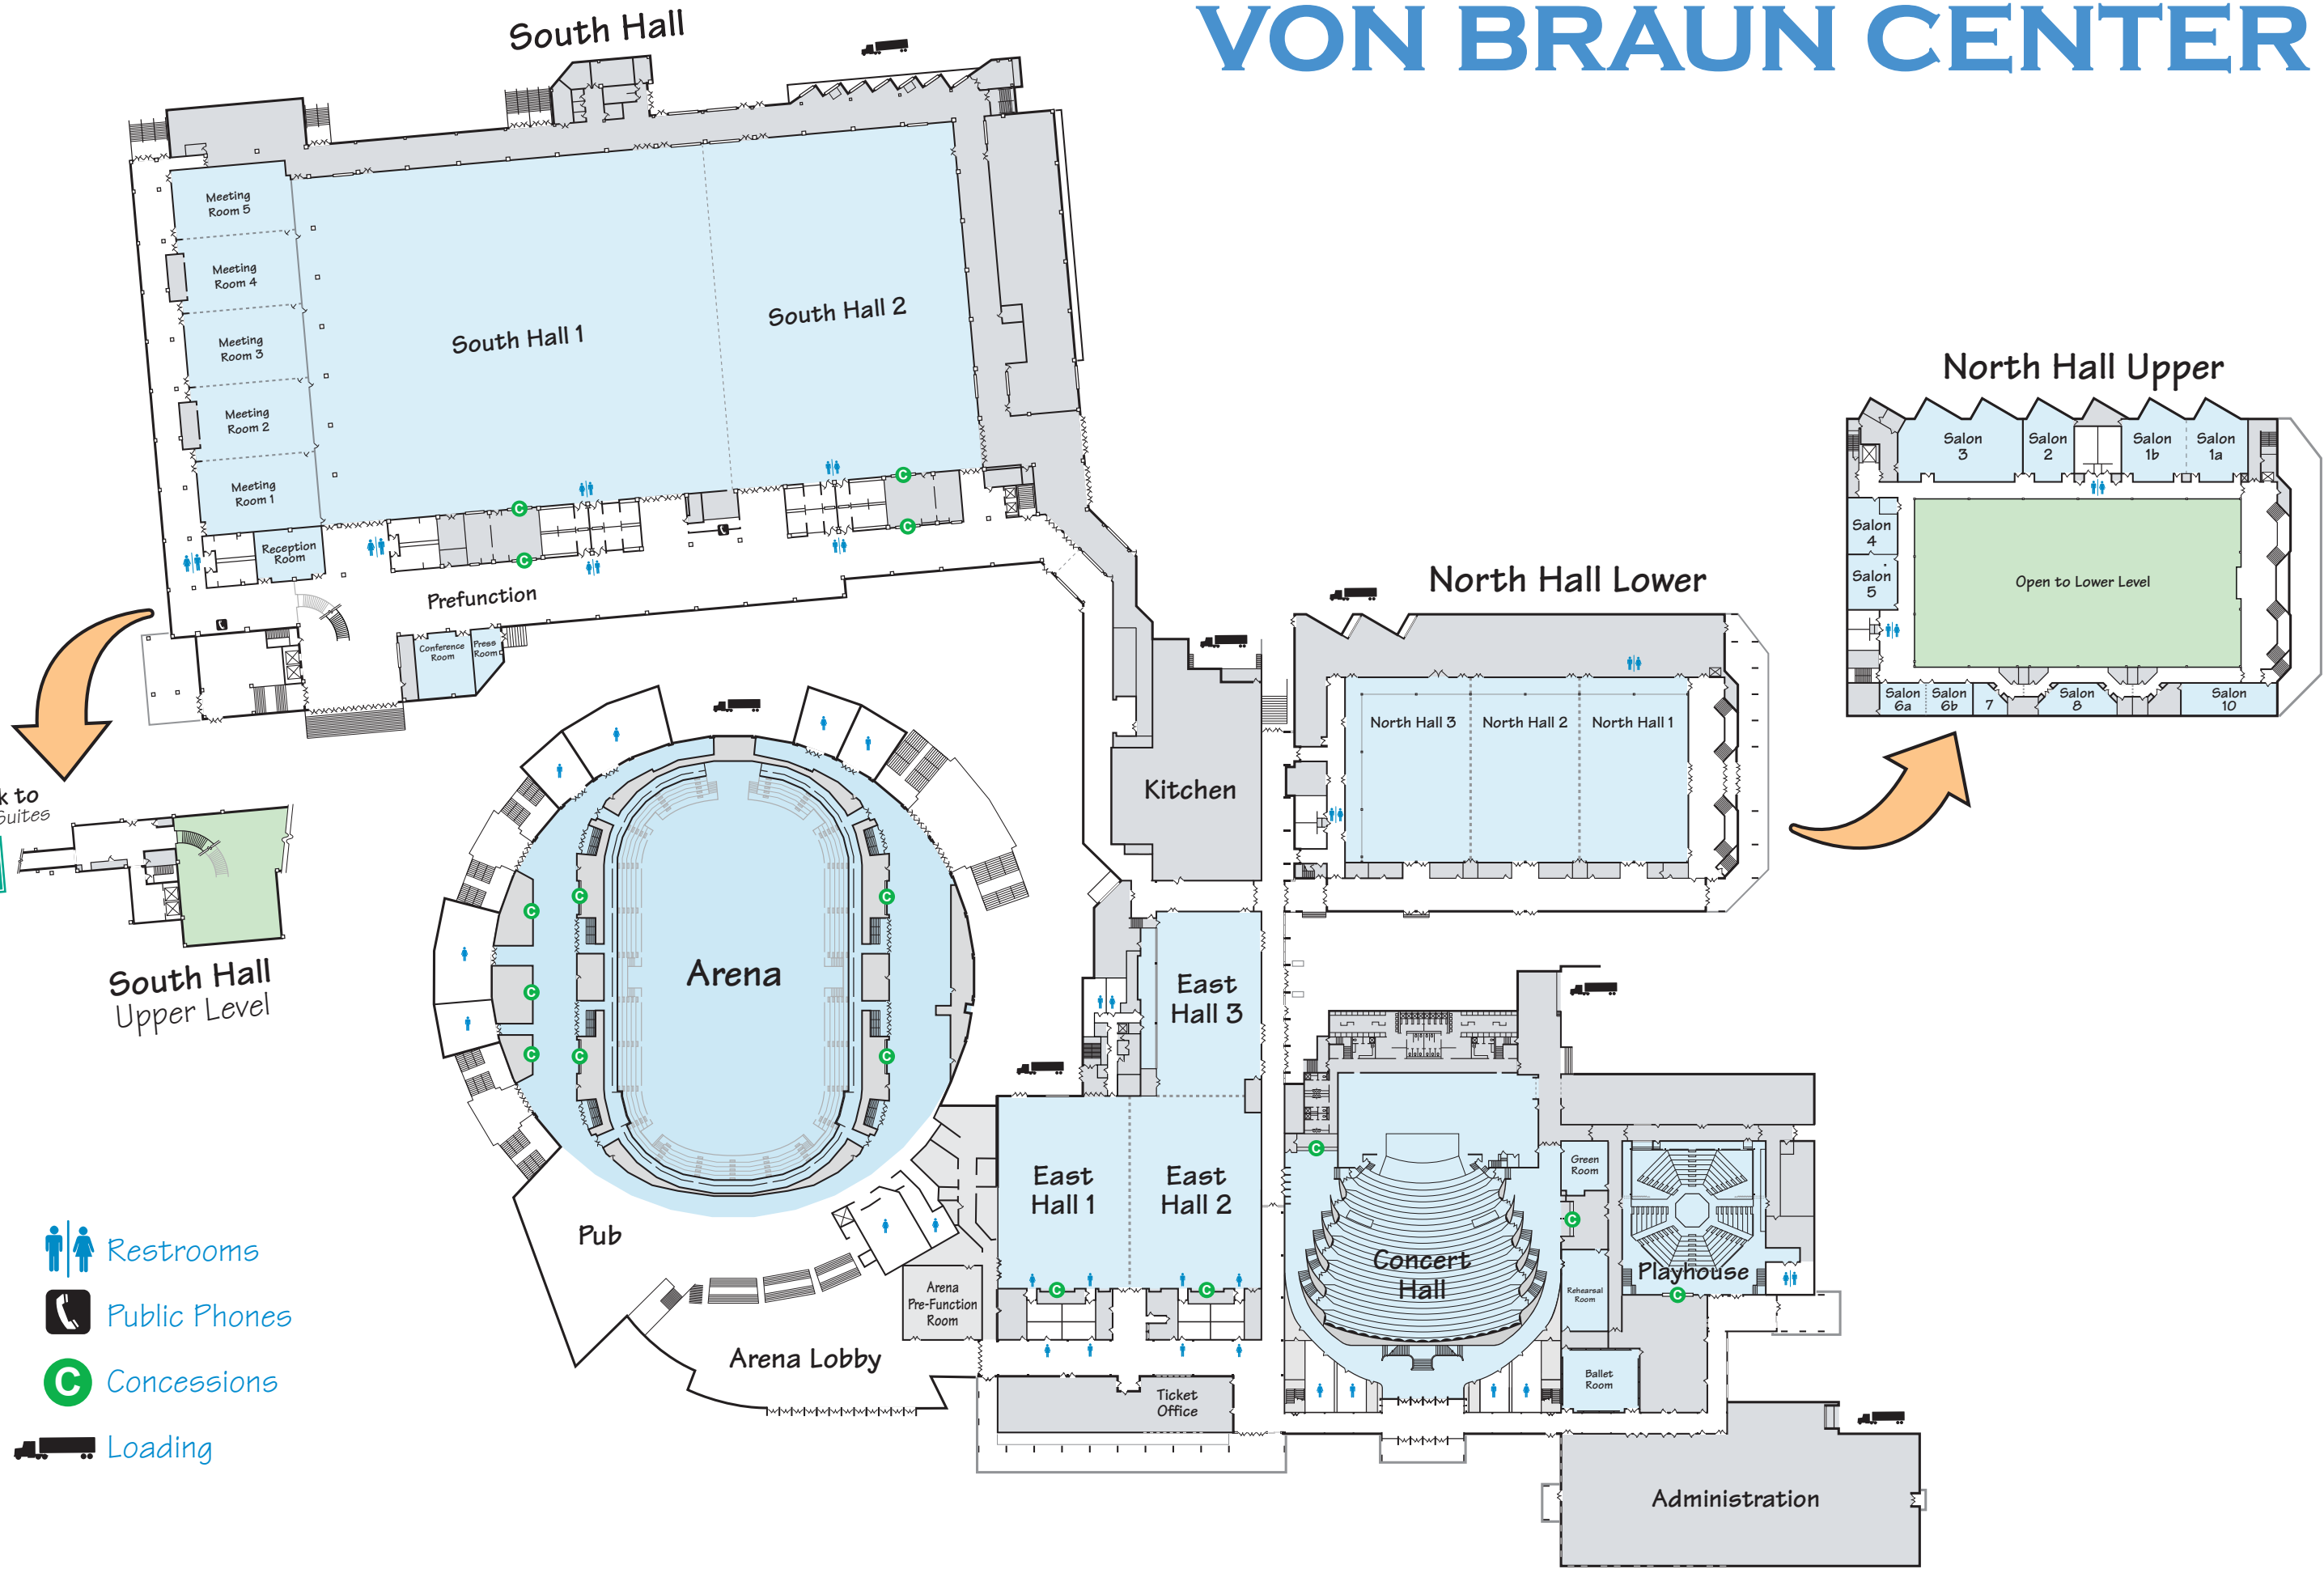 VON BRAUN CENTER
South Hall
Meeting
Room 5
Meeting
Room 4
Meeting
Room 3
Meeting
Room 2
Meeting
Room 1
South Hall 1
South Hall 2
C
C
C
C
Reception
Room
Prefunction
Conference
Room
Press
Room
North Hall Upper
Salon
3
Salon
2
Salon
1b
Salon
1a
Salon
4
Salon
5
Open to Lower Level
Salon
6a
Salon
6b
7
Salon
8
Salon
10
North Hall Lower
North Hall 3
North Hall 2
North Hall 1
Kitchen
to
Suites
South Hall
Upper Level
Arena
C
C
C
C
C
C
C
East
Hall 3
East
Hall 1
East
Hall 2
C
C
Pub
Arena
Pre-Function
Room
Arena Lobby
Ticket
Office
C
Concert
Hall
Green
Room
C
Rehearsal
Room
Playhouse
C
Ballet
Room
Administration
Restrooms
Public Phones
C Concessions
Loading